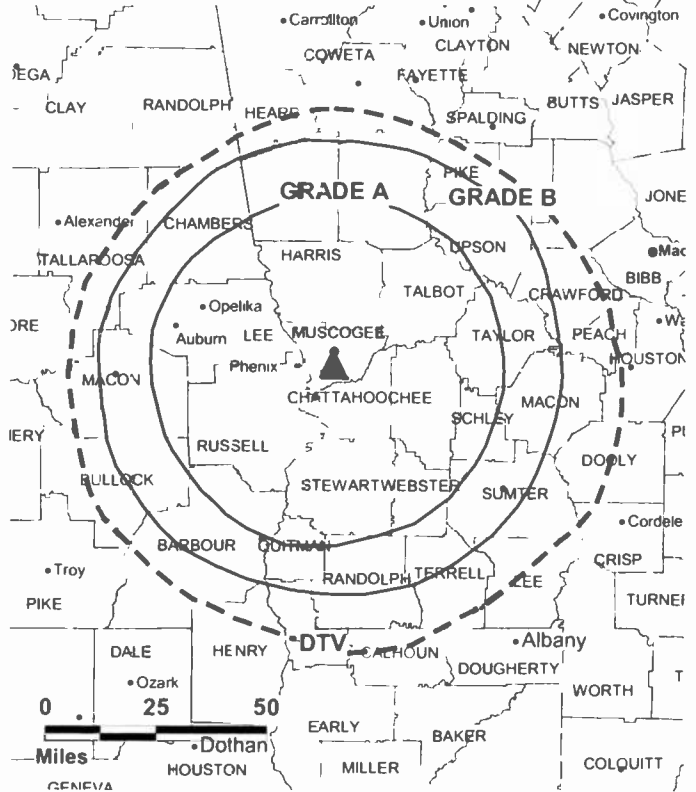 Carrollton
Union
Covington
COWETA
CLAYTON
NEWTON
FAYETTE
CLAY
RANDOLPH
HEARD
SPALDING
BUTTS
JASPER
PIKE
GRADE A
GRADE B
Alexander
CHAMBERS
TALLAPOOSA
HARRIS
UPSON
BIBB
TALBOT
CRAWFORD
Opelika
Auburn
LEE
MUSCOGEE
TAYLOR
PEACH
HOUSTON
Phenix
MACON
CHATTAHOOCHEE
MACON
SCHLEY
RUSSELL
DOOLY
BULLOCK
STEWART
WEBSTER
SUMTER
Cordele
BARBOUR
QUITMAN
CRISP
Troy
RANDOLPH
TERRELL
LEE
PIKE
TURNER
DTV
Albany
DALE
HENRY
CALHOUN
DOUGHERTY
Ozark
WORTH
0 25 50
EARLY
BAKER
Miles
Dothan
HOUSTON
MILLER
COLQUITT
GENEVA